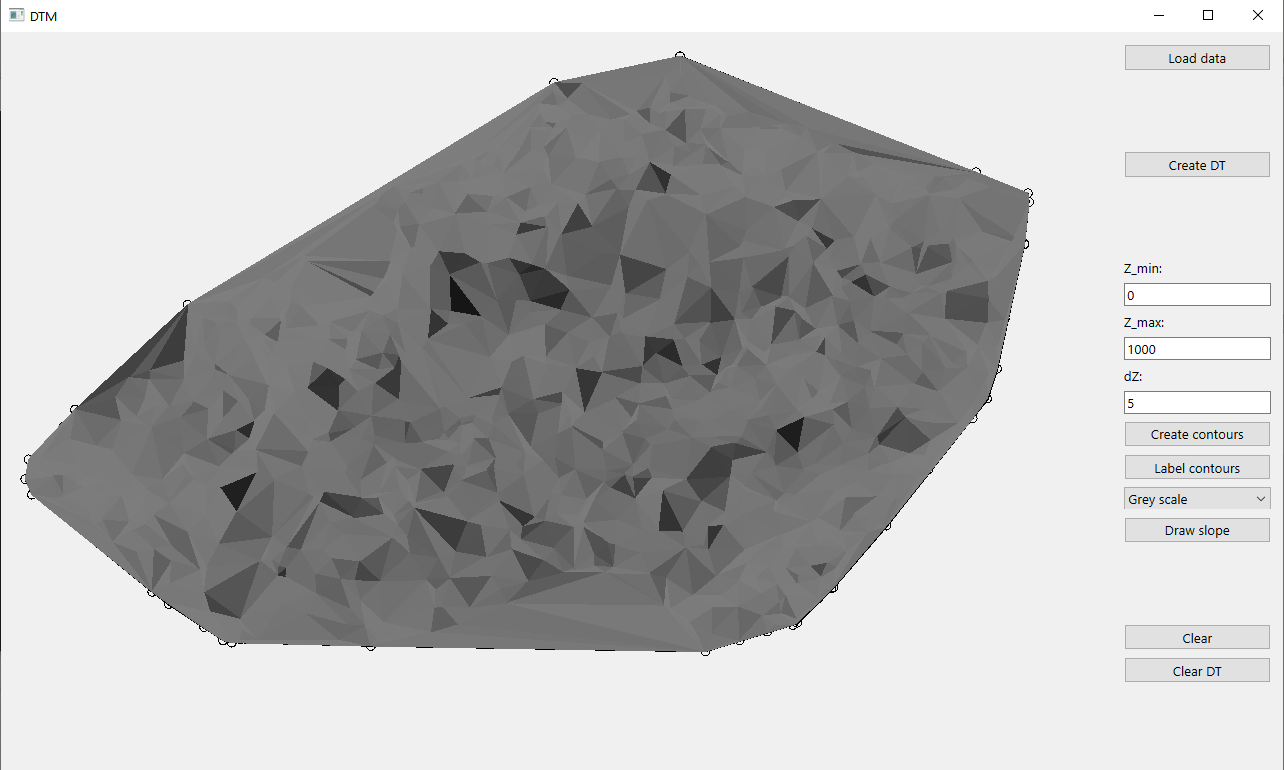 DTM
Load data
Create DT
Z_min:
0
Z_max:
1000
dZ:
5
Create contours
Label contours
Grey scale
Draw slope
Clear
Clear DT